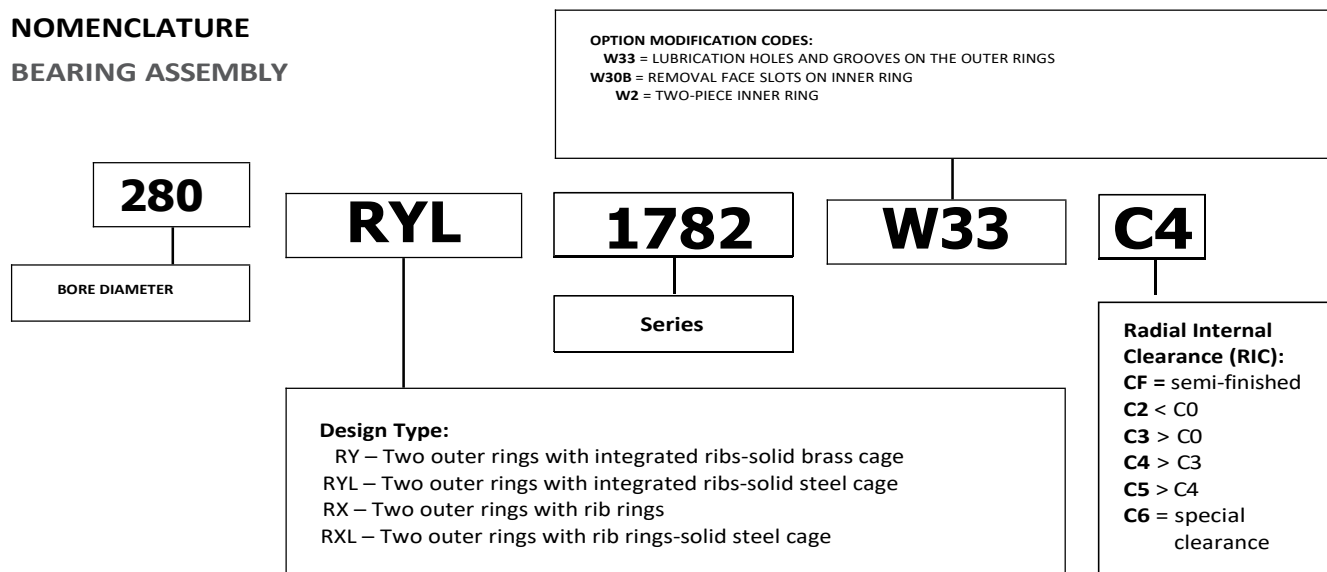 NOMENCLATURE
BEARING ASSEMBLY
OPTION MODIFICATION CODES:
W33 = LUBRICATION HOLES AND GROOVES ON THE OUTER RINGS
W30B = REMOVAL FACE SLOTS ON INNER RING
W2 = TWO-PIECE INNER RING
280
RYL
1782
W33
C4
BORE DIAMETER
Series
Design Type:
RY – Two outer rings with integrated ribs-solid brass cage
RYL – Two outer rings with integrated ribs-solid steel cage
RX – Two outer rings with rib rings
RXL – Two outer rings with rib rings-solid steel cage
Radial Internal
Clearance (RIC):
CF = semi-finished
C2 < C0
C3 > C0
C4 > C3
C5 > C4
C6 = special
clearance